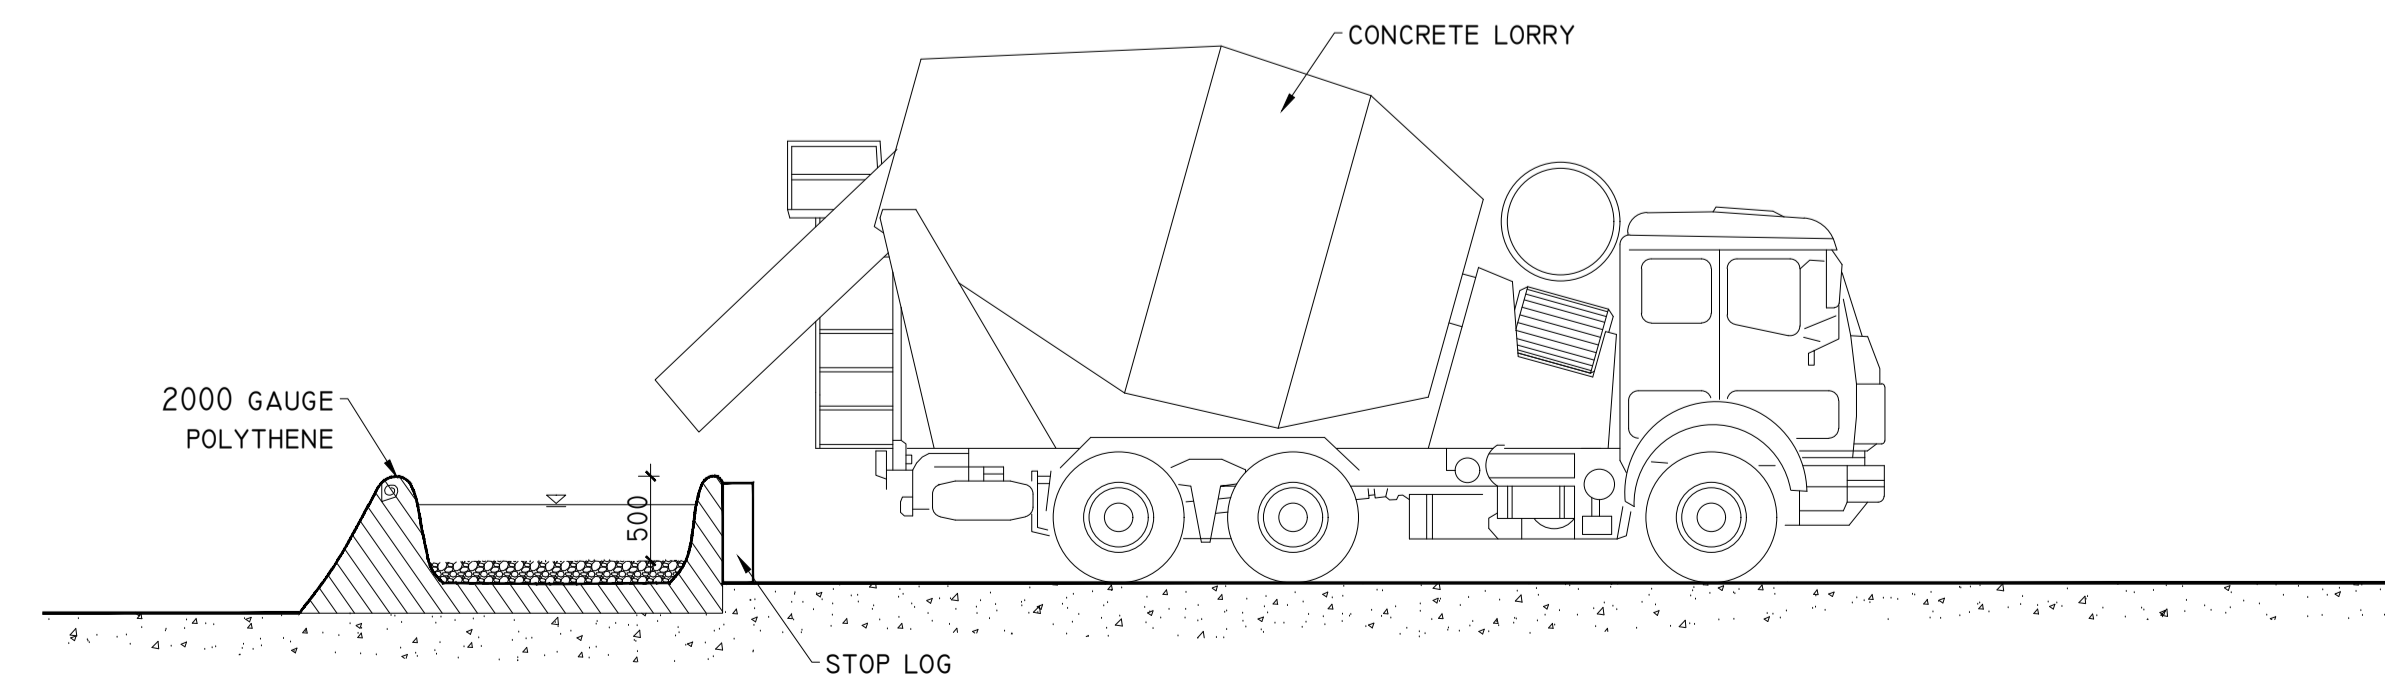 CONCRETE LORRY
2000 GAUGE
POLYTHENE
500
STOP LOG